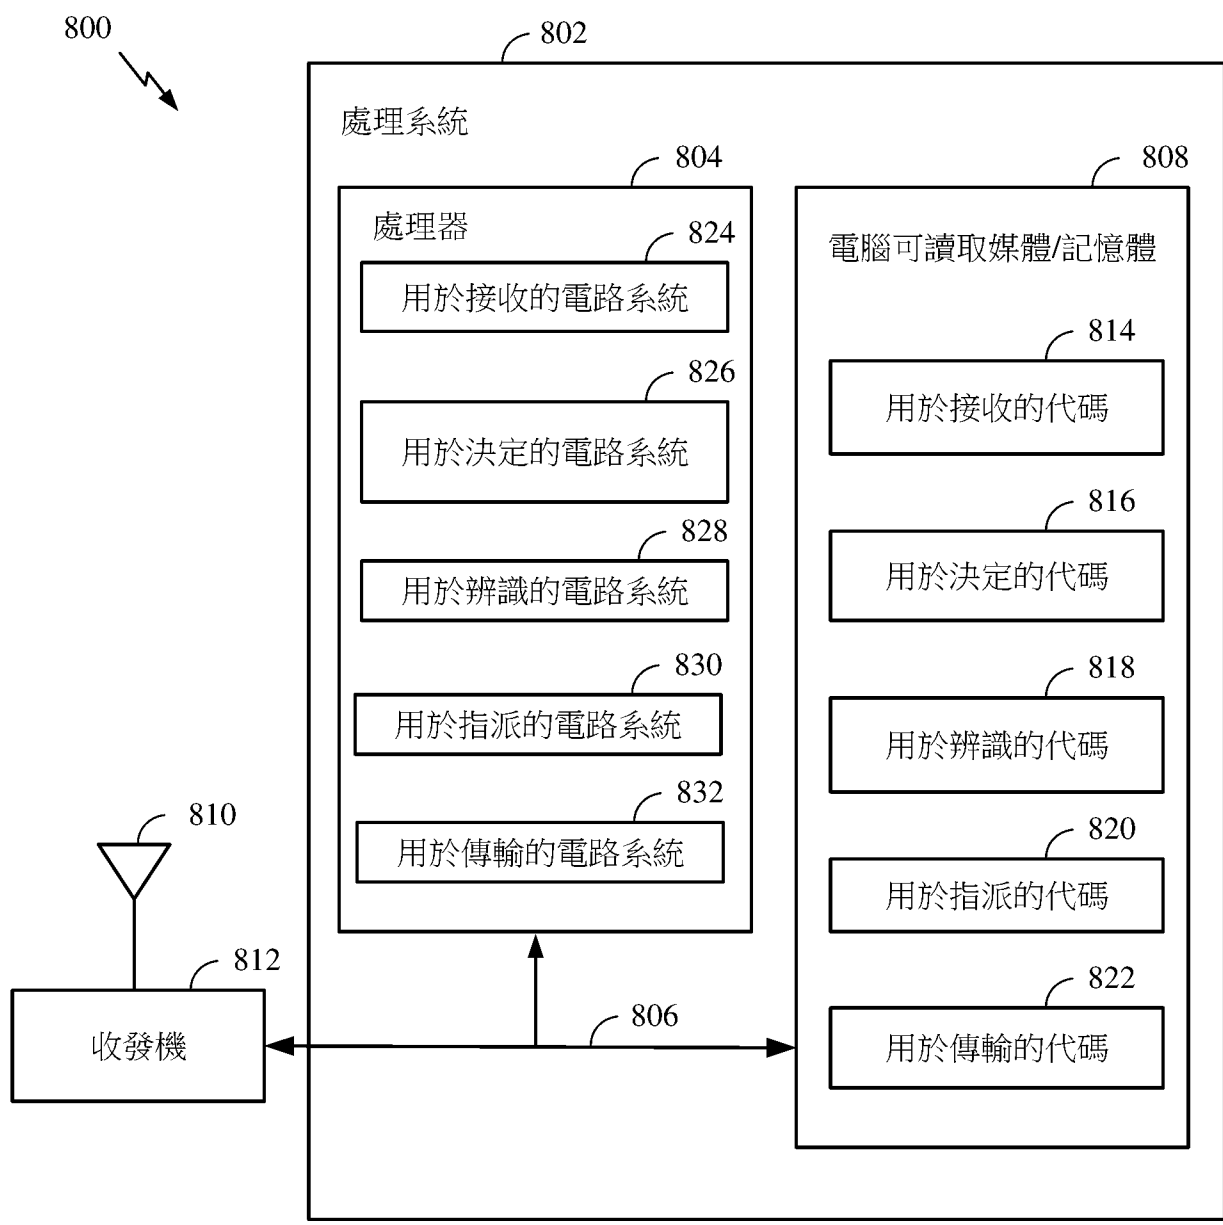 800
802
處理系統
804
處理器
824
用於接收的電路系統
826
用於決定的電路系統
828
用於辨識的電路系統
830
用於指派的電路系統
832
用於傳輸的電路系統
808
電腦可讀取媒體/記憶體
814
用於接收的代碼
816
用於決定的代碼
818
用於辨識的代碼
820
用於指派的代碼
822
用於傳輸的代碼
810
812
收發機
806